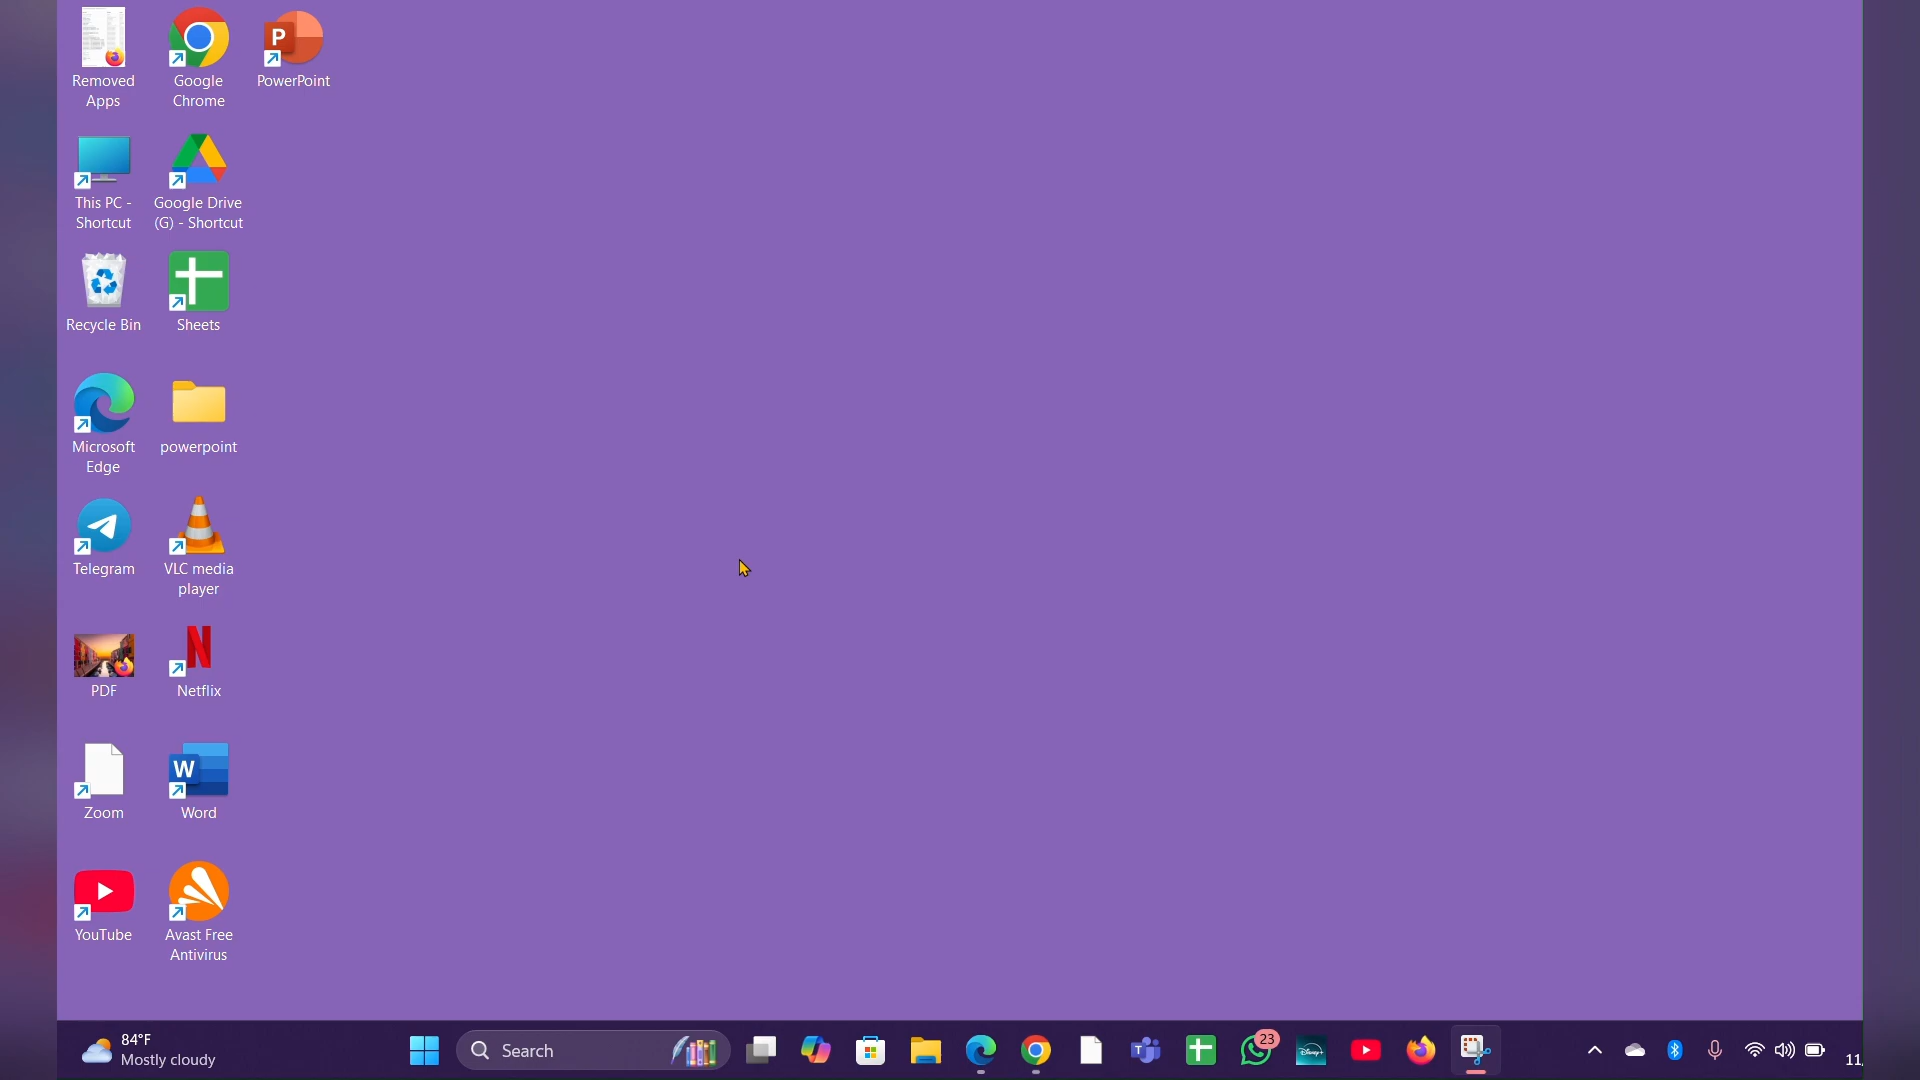 Removed
Apps
Google
Chrome
P
PowerPoint
This PC -
Shortcut
Google Drive
(G) - Shortcut
Recycle Bin
Sheets
Microsoft
Edge
powerpoint
Telegram
VLC media
player
PDF
N
Netflix
Zoom
W
Word
YouTube
Avast Free
Antivirus
84°F
Mostly cloudy
Search
T
23
Disney+
11